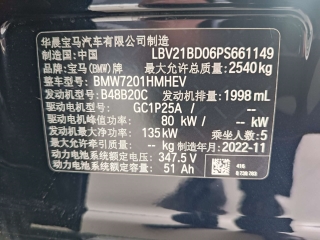 华晨宝马汽车有限公司制造
制造国:中国 LBV21BD06PS661149
品牌:宝马(BMW)牌 最大允许总质量:2540kg
整车型号:BMW7201HMHEV
发动机型号:B48B20C 发动机排量:1998 mL
驱动电机型号: GC1P25A / ---
驱动电机峰值功率: 80 kW / --- kW
发动机最大净功率: 135kW 乘坐人数:5
最大允许牵引质量: --- kg 制造年月:2022-11
动力电池系统额定电压: 347.5 V
动力电池系统额定容量: 51 Ah